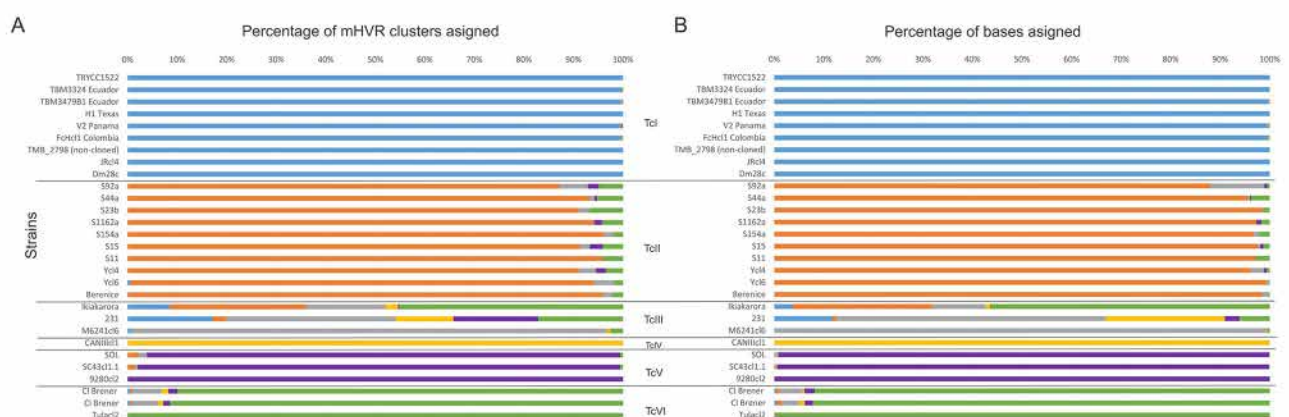 A
Percentage of mHVR clusters asigned
0% 10% 20% 30% 40% 50% 60% 70% 80% 90% 100%
Strains
TRYCC1522
TBM3324 Ecuador
TBM3479B1 Ecuador
H1 Texas
V2 Panama
FcHcl1 Colombia
TMB_2798 (non-cloned)
JRcl4
Dm28c
TcI
S92a
S44a
S23b
S1162a
S154a
S15
S11
Ycl4
Ycl6
Berenice
TcII
Ikiakarora
231
M6241cl6
TcIII
CANIIIcl1
TcIV
SOL
SC43cl1.1
9280cl2
TcV
Cl Brener
Cl Brener
Tulacl2
TcVI
B
Percentage of bases asigned
0% 10% 20% 30% 40% 50% 60% 70% 80% 90% 100%
TRYCC1522
TBM3324 Ecuador
TBM3479B1 Ecuador
H1 Texas
V2 Panama
FcHcl1 Colombia
TMB_2798 (non-cloned)
JRcl4
Dm28c
S92a
S44a
S23b
S1162a
S154a
S15
S11
Ycl4
Ycl6
Berenice
Ikiakarora
231
M6241cl6
CANIIIcl1
SOL
SC43cl1.1
9280cl2
Cl Brener
Cl Brener
Tulacl2